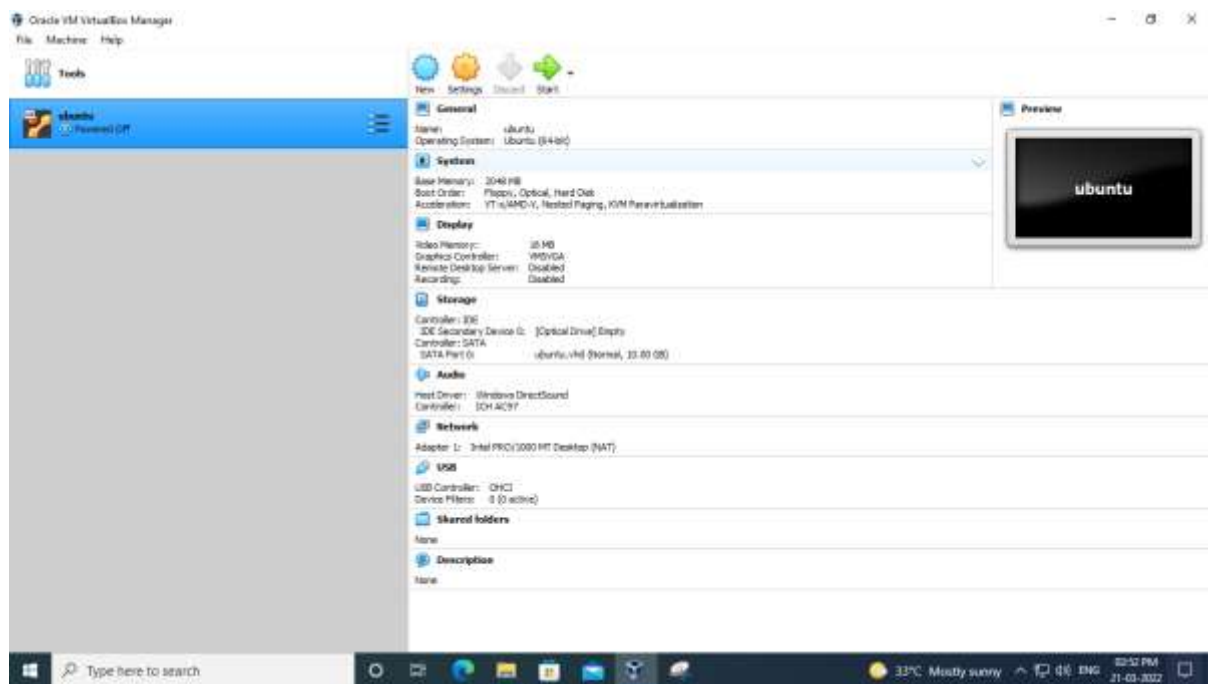 Oracle VM VirtualBox Manager
File Machine Help
Tools
New Settings Discard Start
ubuntu
Powered Off
General
Name: ubuntu
Operating System: Ubuntu (64-bit)
System
Base Memory: 2048 MB
Boot Order: Floppy, Optical, Hard Disk
Acceleration: VT-x/AMD-V, Nested Paging, KVM Paravirtualization
Display
Video Memory: 16 MB
Graphics Controller: VMSVGA
Remote Desktop Server: Disabled
Recording: Disabled
Storage
Controller: IDE
IDE Secondary Device 0: [Optical Drive] Empty
Controller: SATA
SATA Port 0: ubuntu.vhd (Normal, 10.00 GB)
Audio
Host Driver: Windows DirectSound
Controller: ICH AC97
Network
Adapter 1: Intel PRO/1000 MT Desktop (NAT)
USB
USB Controller: OHCI
Device Filters: 0 (0 active)
Shared folders
None
Description
None
Preview
ubuntu
Type here to search
33°C Mostly sunny
ENG
02:52 PM
21-03-2022